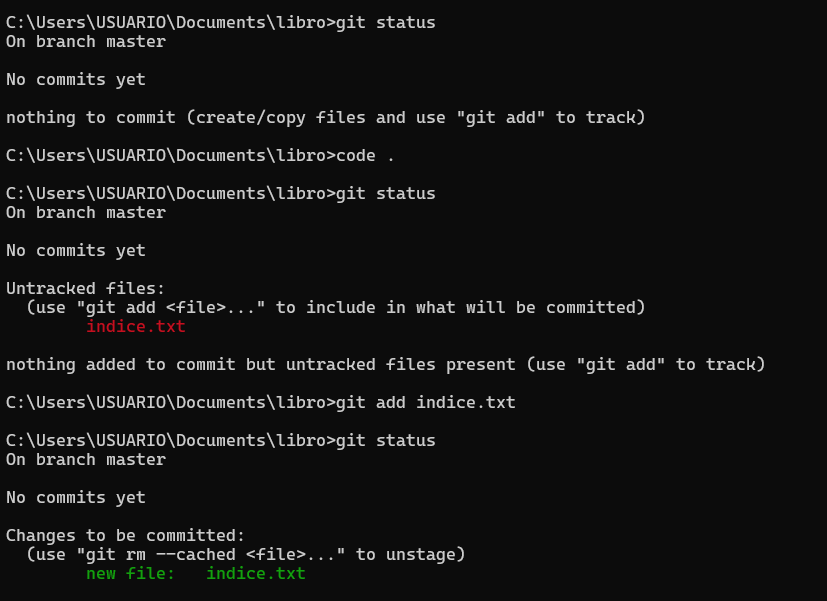 C:\Users\USUARIO\Documents\libro>git status
On branch master
No commits yet
nothing to commit (create/copy files and use "git add" to track)
C:\Users\USUARIO\Documents\libro>code .
C:\Users\USUARIO\Documents\libro>git status
On branch master
No commits yet
Untracked files:
  (use "git add <file>..." to include in what will be committed)
        indice.txt
nothing added to commit but untracked files present (use "git add" to track)
C:\Users\USUARIO\Documents\libro>git add indice.txt
C:\Users\USUARIO\Documents\libro>git status
On branch master
No commits yet
Changes to be committed:
  (use "git rm --cached <file>..." to unstage)
        new file:   indice.txt